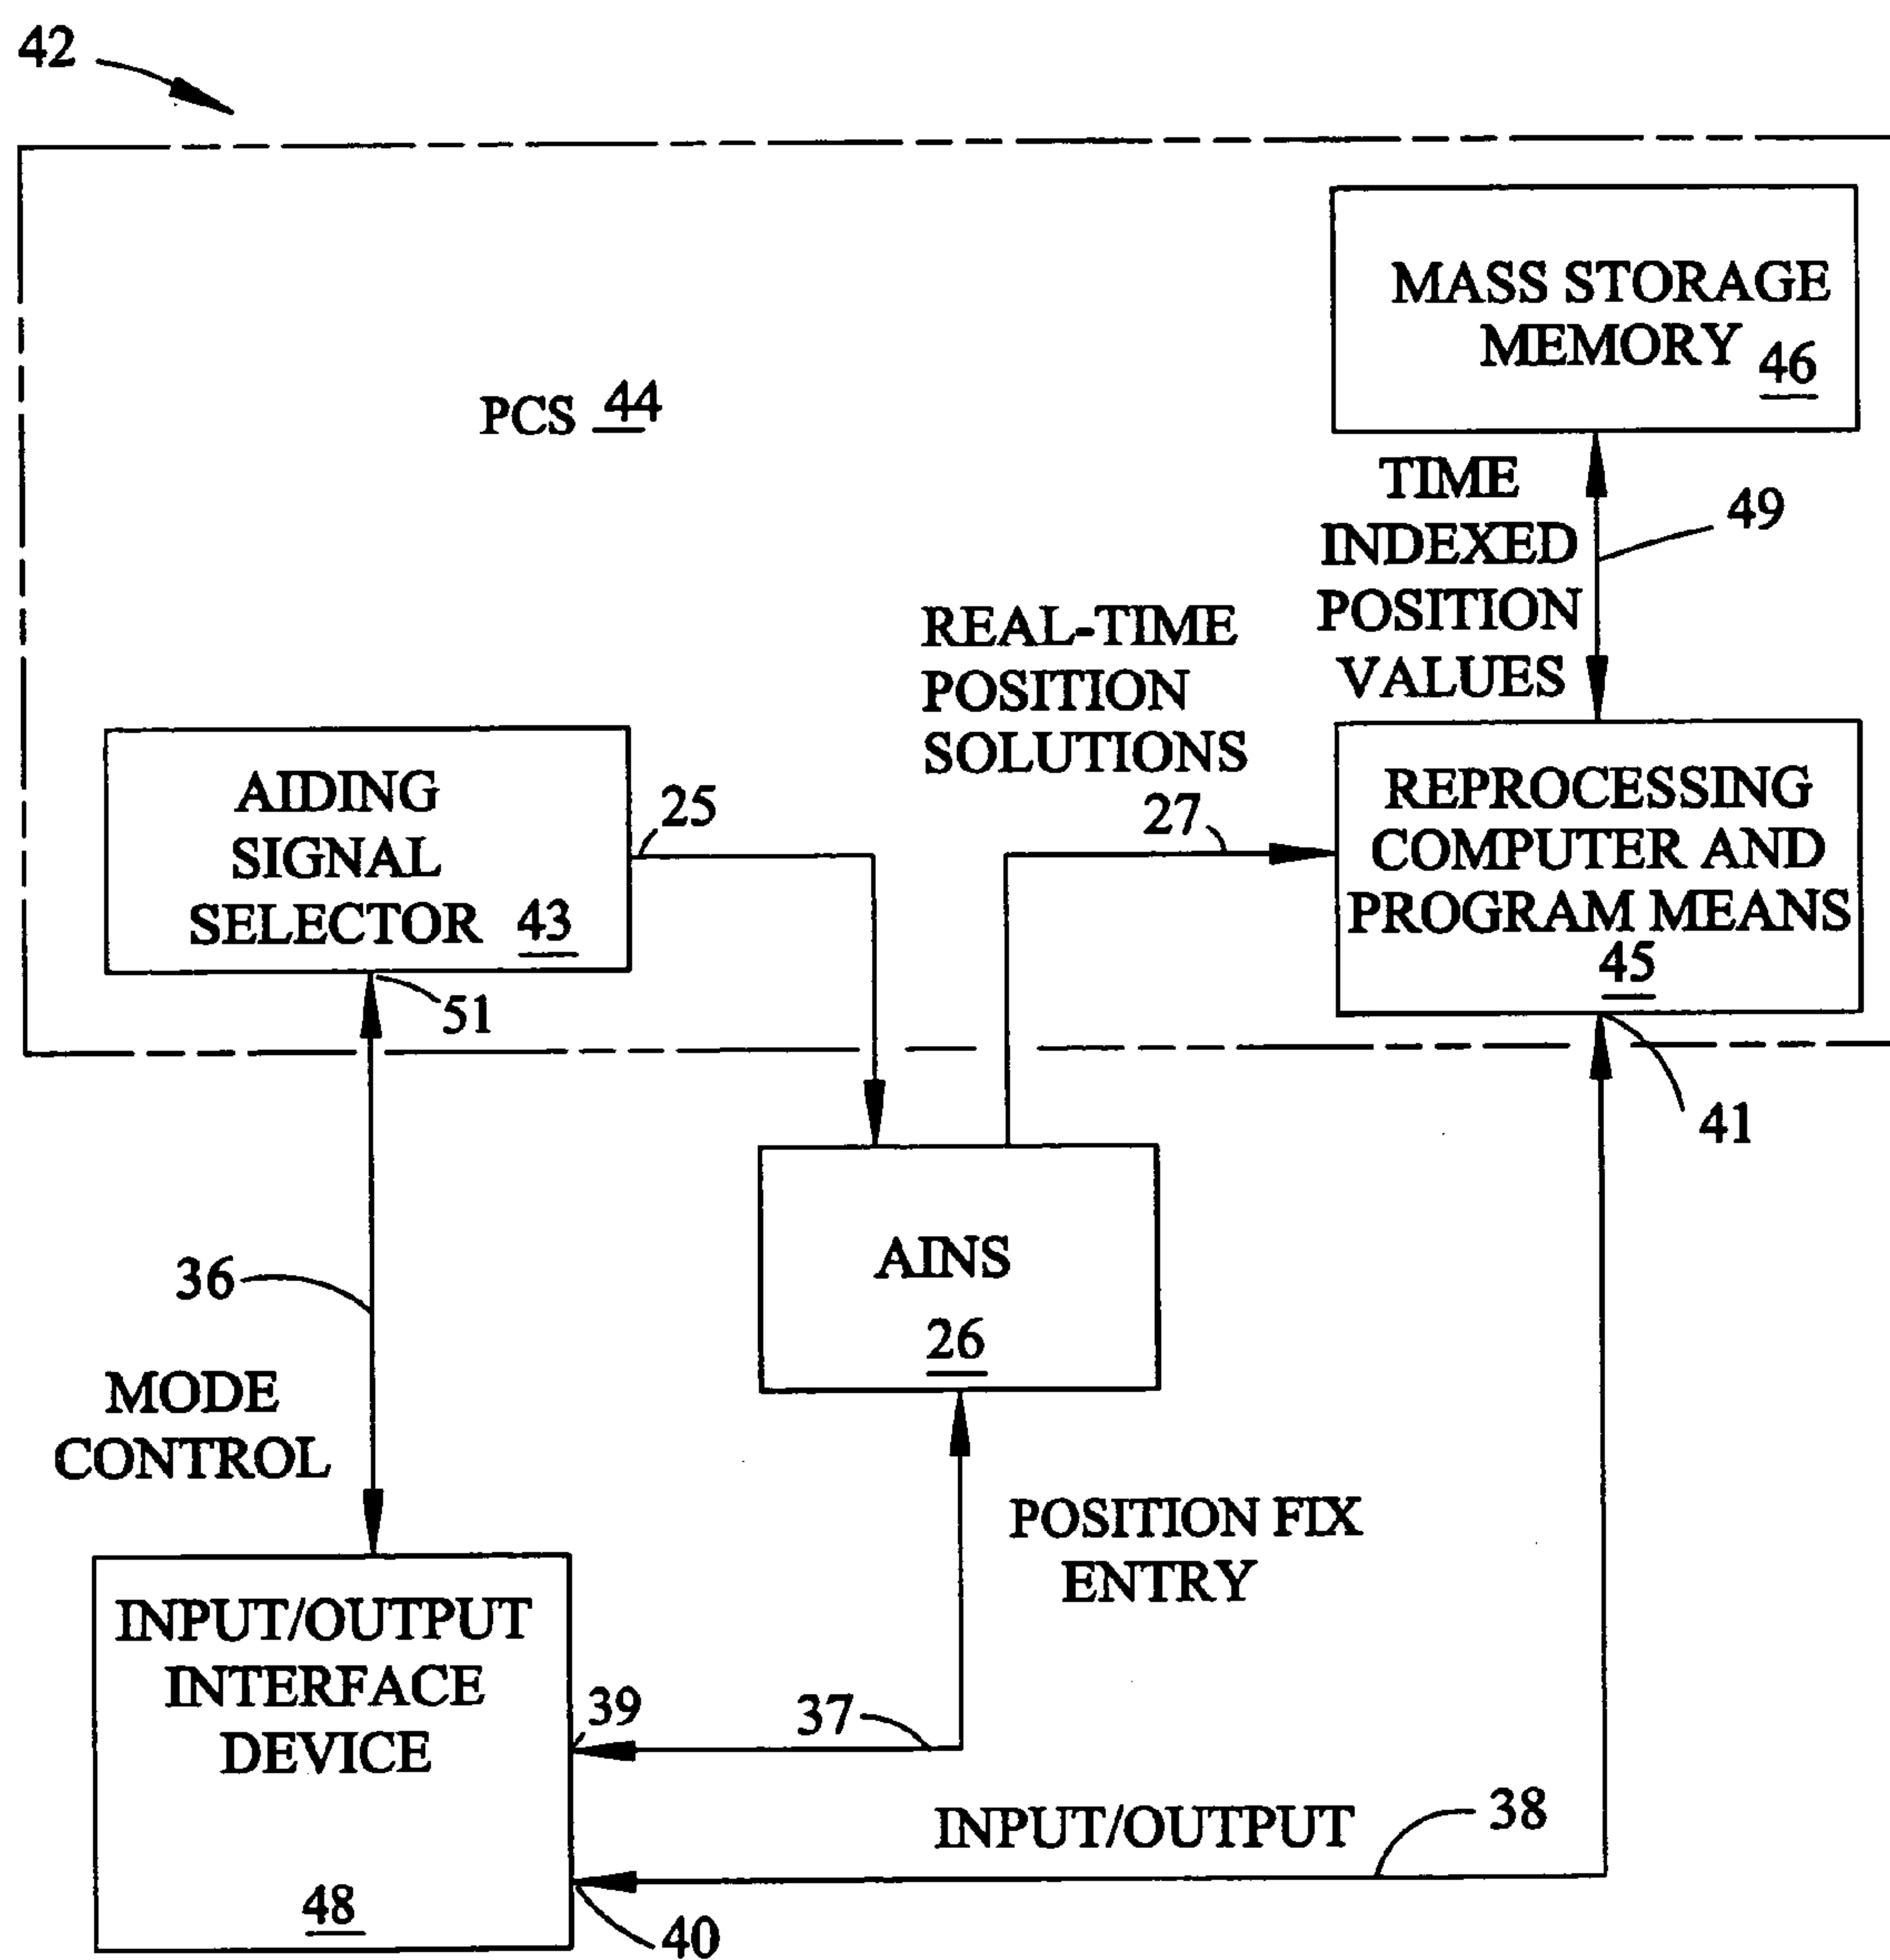 42
MASS STORAGE
MEMORY 46
PCS 44
TIME
INDEXED
POSITION
VALUES
49
REAL-TIME
POSITION
SOLUTIONS
AIDING
SIGNAL
SELECTOR 43
25
27
REPROCESSING
COMPUTER AND
PROGRAM MEANS
45
51
41
AINS
26
36
MODE
CONTROL
POSITION FIX
ENTRY
INPUT/OUTPUT
INTERFACE
DEVICE
48
39
37
INPUT/OUTPUT
38
40